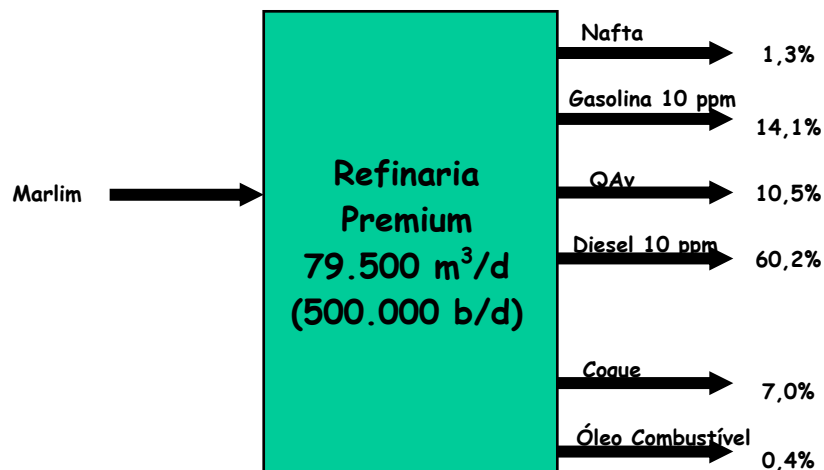 Nafta
1,3%
Gasolina 10 ppm
14,1%
Marlim
Refinaria
Premium
79.500 m³/d
(500.000 b/d)
QAv
10,5%
Diesel 10 ppm
60,2%
Coque
7,0%
Óleo Combustível
0,4%